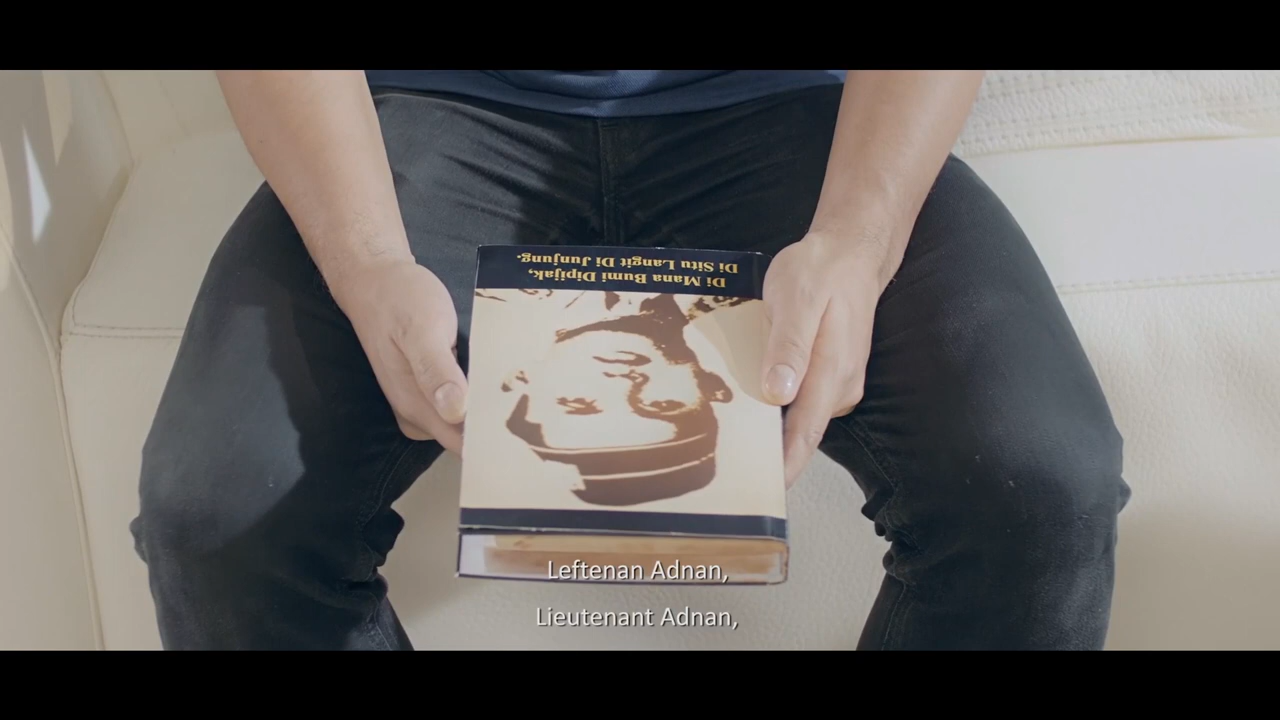 Di Mana Bumi Dipijak,
Di Situ Langit Di Junjung.
Leftenan Adnan,
Lieutenant Adnan,